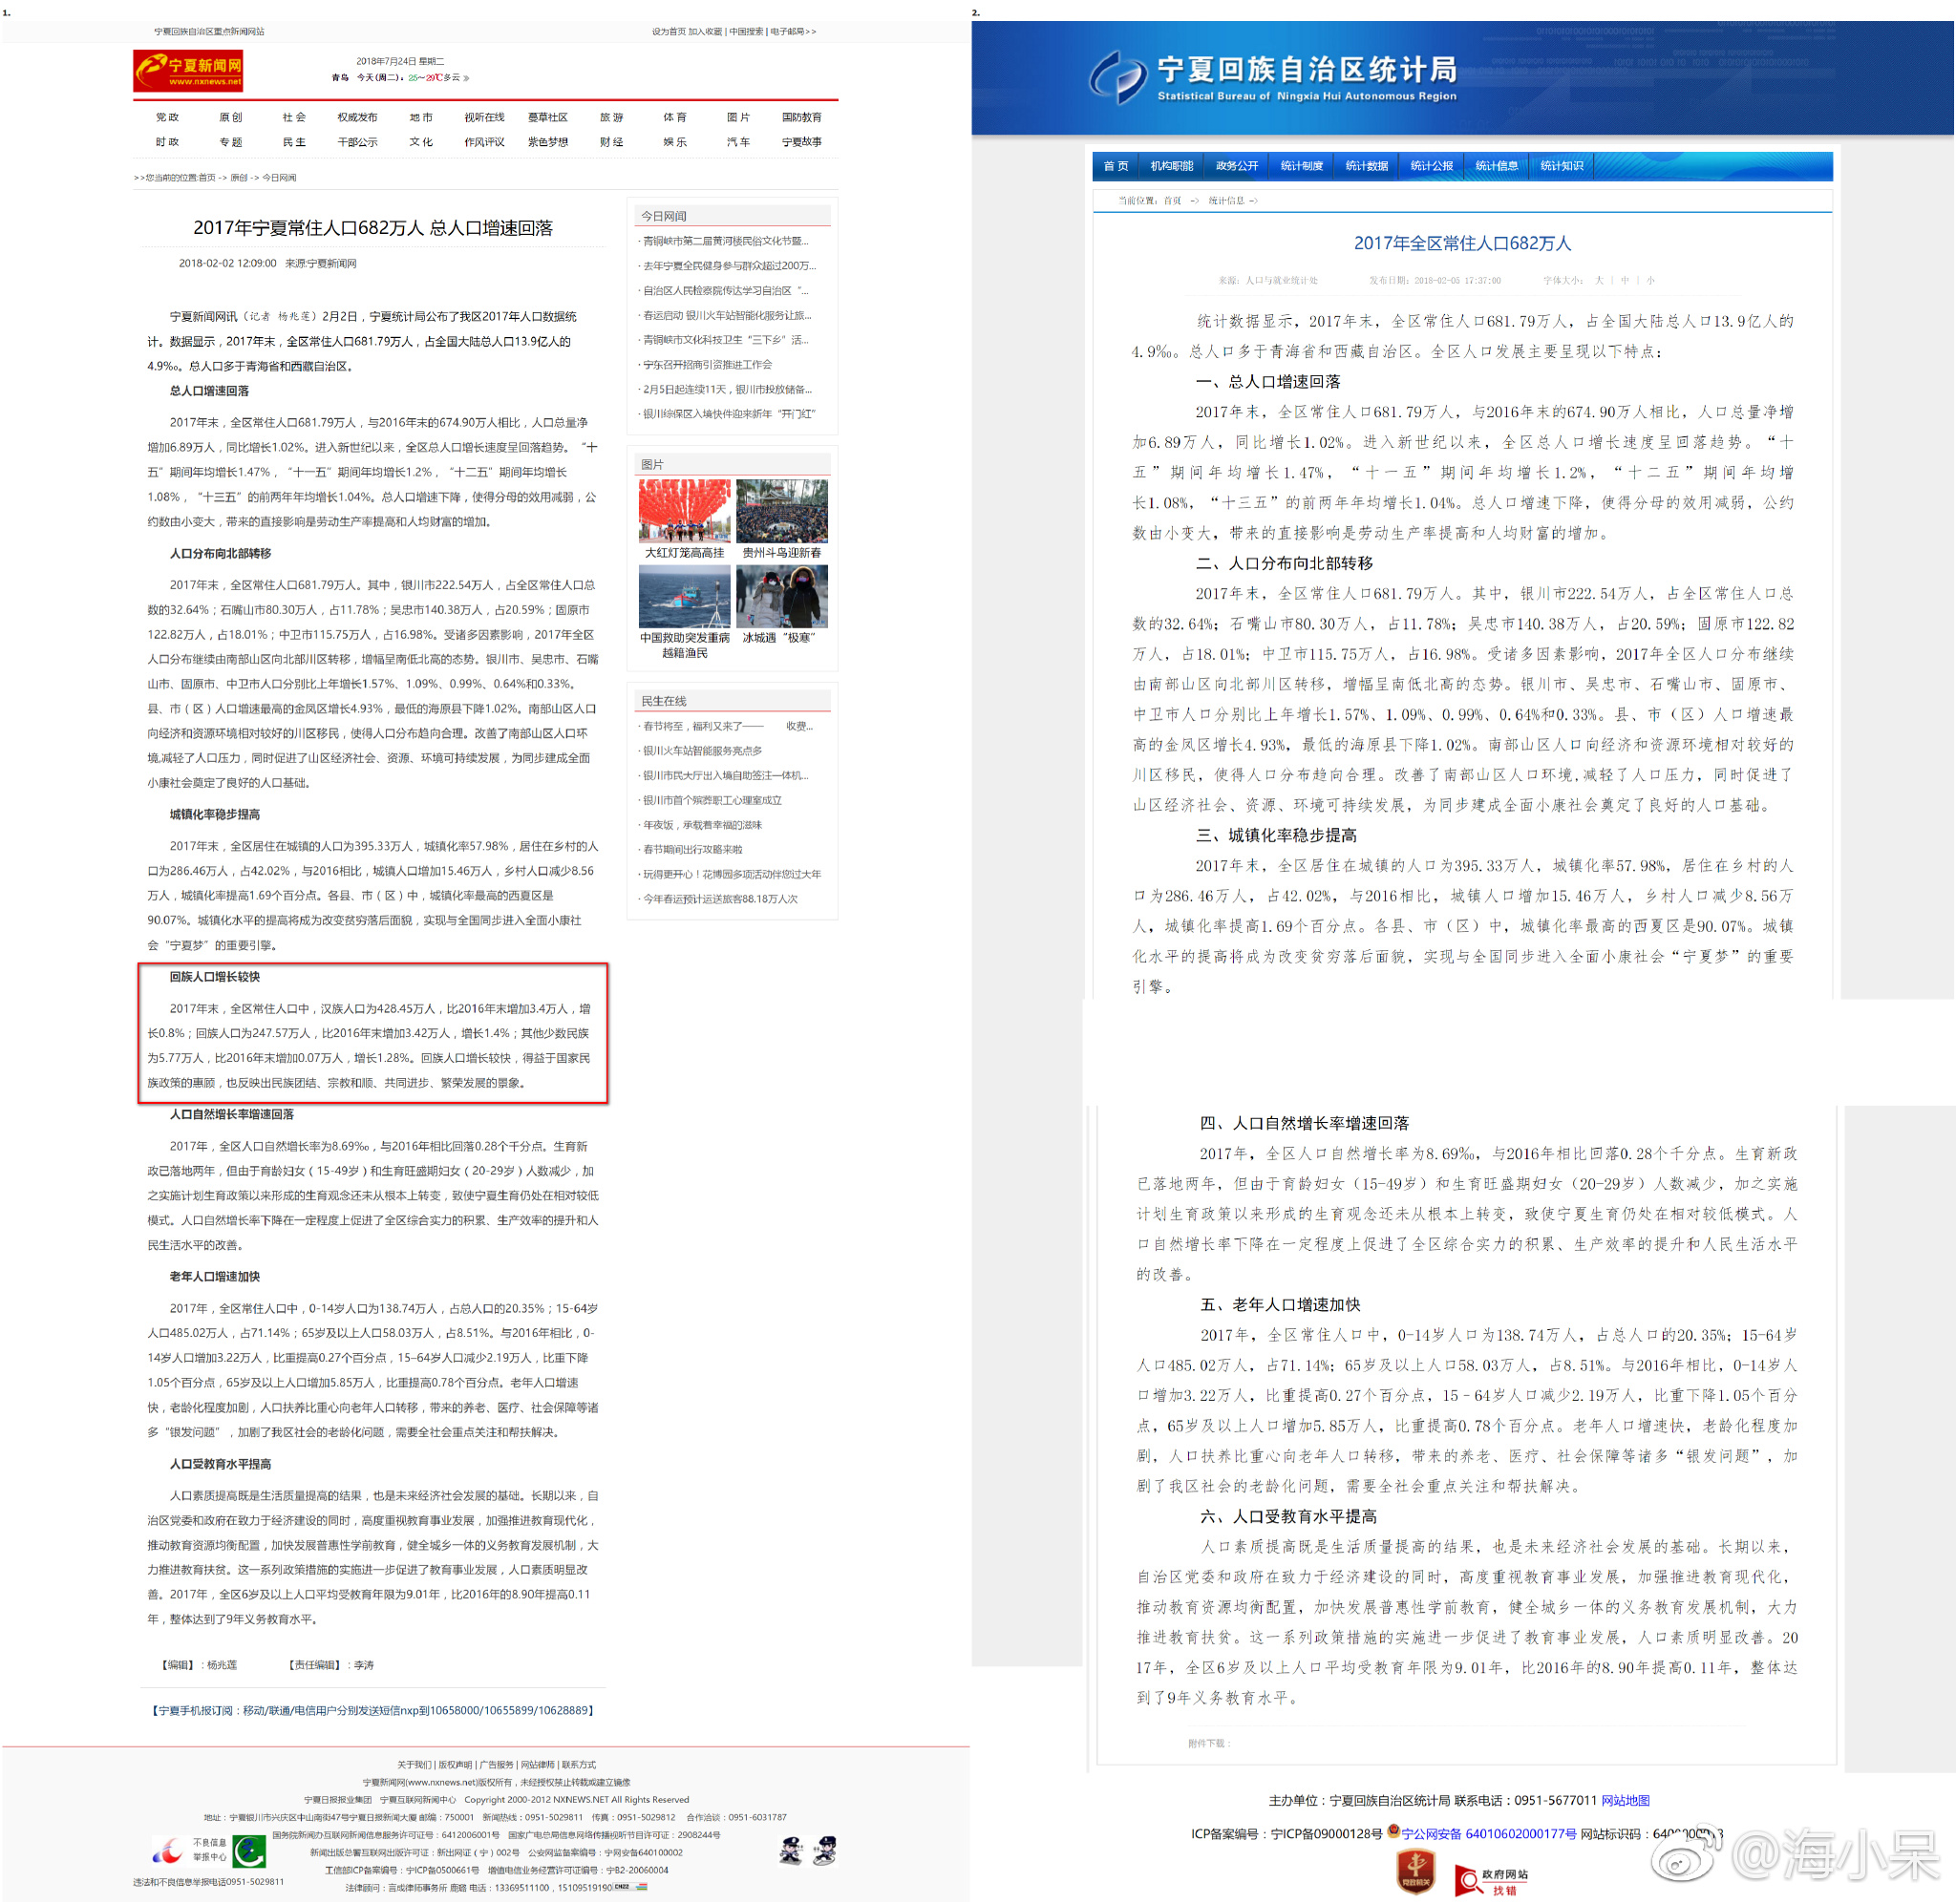 1.
宁夏回族自治区重点新闻网站
设为首页 加入收藏 | 中国搜索 | 电子邮局>>
宁夏新闻网
www.nxnews.net
2018年7月24日 星期二
青岛 今天(周二)：25～29℃多云
党 政 原 创 社 会 权威发布 地 市 视听在线 蔓草社区 旅 游 体 育 图 片 国防教育
时 政 专 题 民 生 干部公示 文 化 作风评议 紫色梦想 财 经 娱 乐 汽 车 宁夏故事
>>您当前的位置:首页 -> 原创 -> 今日网闻
2017年宁夏常住人口682万人 总人口增速回落
2018-02-02 12:09:00 来源:宁夏新闻网
宁夏新闻网讯（记者 杨兆莲）2月2日，宁夏统计局公布了我区2017年人口数据统
计。数据显示，2017年末，全区常住人口681.79万人，占全国大陆总人口13.9亿人的
4.9‰。总人口多于青海省和西藏自治区。
总人口增速回落
2017年末，全区常住人口681.79万人，与2016年末的674.90万人相比，人口总量净
增加6.89万人，同比增长1.02%。进入新世纪以来，全区总人口增长速度呈回落趋势。“十
五”期间年均增长1.47%，“十一五”期间年均增长1.2%，“十二五”期间年均增长
1.08%，“十三五”的前两年年均增长1.04%。总人口增速下降，使得分母的效用减弱，公
约数由小变大，带来的直接影响是劳动生产率提高和人均财富的增加。
人口分布向北部转移
2017年末，全区常住人口681.79万人。其中，银川市222.54万人，占全区常住人口总
数的32.64%；石嘴山市80.30万人，占11.78%；吴忠市140.38万人，占20.59%；固原市
122.82万人，占18.01%；中卫市115.75万人，占16.98%。受诸多因素影响，2017年全区
人口分布继续由南部山区向北部川区转移，增幅呈南低北高的态势。银川市、吴忠市、石嘴
山市、固原市、中卫市人口分别比上年增长1.57%、1.09%、0.99%、0.64%和0.33%。
县、市（区）人口增速最高的金凤区增长4.93%，最低的海原县下降1.02%。南部山区人口
向经济和资源环境相对较好的川区移民，使得人口分布趋向合理。改善了南部山区人口环
境,减轻了人口压力，同时促进了山区经济社会、资源、环境可持续发展，为同步建成全面
小康社会奠定了良好的人口基础。
城镇化率稳步提高
2017年末，全区居住在城镇的人口为395.33万人，城镇化率57.98%，居住在乡村的人
口为286.46万人，占42.02%，与2016相比，城镇人口增加15.46万人，乡村人口减少8.56
万人，城镇化率提高1.69个百分点。各县、市（区）中，城镇化率最高的西夏区是
90.07%。城镇化水平的提高将成为改变贫穷落后面貌，实现与全国同步进入全面小康社
会“宁夏梦”的重要引擎。
回族人口增长较快
2017年末，全区常住人口中，汉族人口为428.45万人，比2016年末增加3.4万人，增
长0.8%；回族人口为247.57万人，比2016年末增加3.42万人，增长1.4%；其他少数民族
为5.77万人，比2016年末增加0.07万人，增长1.28%。回族人口增长较快，得益于国家民
族政策的惠顾，也反映出民族团结、宗教和顺、共同进步、繁荣发展的景象。
人口自然增长率增速回落
2017年，全区人口自然增长率为8.69‰，与2016年相比回落0.28个千分点。生育新
政已落地两年，但由于育龄妇女（15-49岁）和生育旺盛期妇女（20-29岁）人数减少，加
之实施计划生育政策以来形成的生育观念还未从根本上转变，致使宁夏生育仍处在相对较低
模式。人口自然增长率下降在一定程度上促进了全区综合实力的积累、生产效率的提升和人
民生活水平的改善。
老年人口增速加快
2017年，全区常住人口中，0-14岁人口为138.74万人，占总人口的20.35%；15-64岁
人口485.02万人，占71.14%；65岁及以上人口58.03万人，占8.51%。与2016年相比，0-
14岁人口增加3.22万人，比重提高0.27个百分点，15–64岁人口减少2.19万人，比重下降
1.05个百分点，65岁及以上人口增加5.85万人，比重提高0.78个百分点。老年人口增速
快，老龄化程度加剧，人口扶养比重心向老年人口转移，带来的养老、医疗、社会保障等诸
多“银发问题”，加剧了我区社会的老龄化问题，需要全社会重点关注和帮扶解决。
人口受教育水平提高
人口素质提高既是生活质量提高的结果，也是未来经济社会发展的基础。长期以来，自
治区党委和政府在致力于经济建设的同时，高度重视教育事业发展，加强推进教育现代化，
推动教育资源均衡配置，加快发展普惠性学前教育，健全城乡一体的义务教育发展机制，大
力推进教育扶贫。这一系列政策措施的实施进一步促进了教育事业发展，人口素质明显改
善。2017年，全区6岁及以上人口平均受教育年限为9.01年，比2016年的8.90年提高0.11
年，整体达到了9年义务教育水平。
【编辑】：杨兆莲 【责任编辑】：李涛
【宁夏手机报订阅：移动/联通/电信用户分别发送短信nxp到10658000/10655899/10628889】
今日网闻
· 青铜峡市第二届黄河楼民俗文化节暨...
· 去年宁夏全民健身参与群众超过200万...
· 自治区人民检察院传达学习自治区“...
· 春运启动 银川火车站智能化服务让旅...
· 青铜峡市文化科技卫生“三下乡”活...
· 宁东召开招商引资推进工作会
· 2月5日起连续11天，银川市投放储备...
· 银川综保区入境快件迎来新年“开门红”
图片
大红灯笼高高挂 贵州斗鸟迎新春
中国救助突发重病 冰城遇“极寒”
越籍渔民
民生在线
· 春节将至，福利又来了—— 收费...
· 银川火车站智能服务亮点多
· 银川市民大厅出入境自助签注一体机...
· 银川市首个殡葬职工心理室成立
· 年夜饭，承载着幸福的滋味
· 春节期间出行攻略来啦
· 玩得更开心！花博园多项活动伴您过大年
· 今年春运预计运送旅客88.18万人次
关于我们 | 版权声明 | 广告服务 | 网站律师 | 联系方式
宁夏新闻网(www.nxnews.net)版权所有，未经授权禁止转载或建立镜像
宁夏日报报业集团 宁夏互联网新闻中心 Copyright 2000-2012 NXNEWS.NET All Rights Reserved
地址：宁夏银川市兴庆区中山南街47号宁夏日报新闻大厦 邮编：750001 新闻热线：0951-5029811 传真：0951-5029812 合作洽谈：0951-6031787
国务院新闻办互联网新闻信息服务许可证号：6412006001号 国家广电总局信息网络传播视听节目许可证：2908244号
新闻出版总署互联网出版许可证：新出网证（宁）002号 公安网监备案编号：宁网安备640100002
工信部ICP备案编号：宁ICP备0500661号 增值电信业务经营许可证编号：宁B2-20060004
法律顾问：言成律师事务所 鹿璐 电话：13369511100，15109519190
不良信息
举报中心
违法和不良信息举报电话0951-5029811
2.
宁夏回族自治区统计局
Statistical Bureau of Ningxia Hui Autonomous Region
首 页 机构职能 政务公开 统计制度 统计数据 统计公报 统计信息 统计知识
当前位置：首页 -> 统计信息 ->
2017年全区常住人口682万人
来源：人口与就业统计处 发布日期：2018-02-05 17:37:00 字体大小： 大 | 中 | 小
统计数据显示，2017年末，全区常住人口681.79万人，占全国大陆总人口13.9亿人的
4.9‰。总人口多于青海省和西藏自治区。全区人口发展主要呈现以下特点：
一、总人口增速回落
2017年末，全区常住人口681.79万人，与2016年末的674.90万人相比，人口总量净增
加6.89万人，同比增长1.02%。进入新世纪以来，全区总人口增长速度呈回落趋势。“十
五”期间年均增长1.47%，“十一五”期间年均增长1.2%，“十二五”期间年均增
长1.08%，“十三五”的前两年年均增长1.04%。总人口增速下降，使得分母的效用减弱，公约
数由小变大，带来的直接影响是劳动生产率提高和人均财富的增加。
二、人口分布向北部转移
2017年末，全区常住人口681.79万人。其中，银川市222.54万人，占全区常住人口总
数的32.64%；石嘴山市80.30万人，占11.78%；吴忠市140.38万人，占20.59%；固原市122.82
万人，占18.01%；中卫市115.75万人，占16.98%。受诸多因素影响，2017年全区人口分布继续
由南部山区向北部川区转移，增幅呈南低北高的态势。银川市、吴忠市、石嘴山市、固原市、
中卫市人口分别比上年增长1.57%、1.09%、0.99%、0.64%和0.33%。县、市（区）人口增速最
高的金凤区增长4.93%，最低的海原县下降1.02%。南部山区人口向经济和资源环境相对较好的
川区移民，使得人口分布趋向合理。改善了南部山区人口环境,减轻了人口压力，同时促进了
山区经济社会、资源、环境可持续发展，为同步建成全面小康社会奠定了良好的人口基础。
三、城镇化率稳步提高
2017年末，全区居住在城镇的人口为395.33万人，城镇化率57.98%，居住在乡村的人
口为286.46万人，占42.02%，与2016相比，城镇人口增加15.46万人，乡村人口减少8.56万
人，城镇化率提高1.69个百分点。各县、市（区）中，城镇化率最高的西夏区是90.07%。城镇
化水平的提高将成为改变贫穷落后面貌，实现与全国同步进入全面小康社会“宁夏梦”的重要
引擎。
四、人口自然增长率增速回落
2017年，全区人口自然增长率为8.69‰，与2016年相比回落0.28个千分点。生育新政
已落地两年，但由于育龄妇女（15-49岁）和生育旺盛期妇女（20-29岁）人数减少，加之实施
计划生育政策以来形成的生育观念还未从根本上转变，致使宁夏生育仍处在相对较低模式。人
口自然增长率下降在一定程度上促进了全区综合实力的积累、生产效率的提升和人民生活水平
的改善。
五、老年人口增速加快
2017年，全区常住人口中，0-14岁人口为138.74万人，占总人口的20.35%；15-64岁
人口485.02万人，占71.14%；65岁及以上人口58.03万人，占8.51%。与2016年相比，0-14岁人
口增加3.22万人，比重提高0.27个百分点，15–64岁人口减少2.19万人，比重下降1.05个百分
点，65岁及以上人口增加5.85万人，比重提高0.78个百分点。老年人口增速快，老龄化程度加
剧，人口扶养比重心向老年人口转移，带来的养老、医疗、社会保障等诸多“银发问题”，加
剧了我区社会的老龄化问题，需要全社会重点关注和帮扶解决。
六、人口受教育水平提高
人口素质提高既是生活质量提高的结果，也是未来经济社会发展的基础。长期以来，
自治区党委和政府在致力于经济建设的同时，高度重视教育事业发展，加强推进教育现代化，
推动教育资源均衡配置，加快发展普惠性学前教育，健全城乡一体的义务教育发展机制，大力
推进教育扶贫。这一系列政策措施的实施进一步促进了教育事业发展，人口素质明显改善。20
17年，全区6岁及以上人口平均受教育年限为9.01年，比2016年的8.90年提高0.11年，整体达
到了9年义务教育水平。
附件下载：
主办单位：宁夏回族自治区统计局 联系电话：0951-5677011 网站地图
ICP备案编号：宁ICP备09000128号 宁公网安备 64010602000177号 网站标识码：
党政机关
政府网站
找错
@海小呆